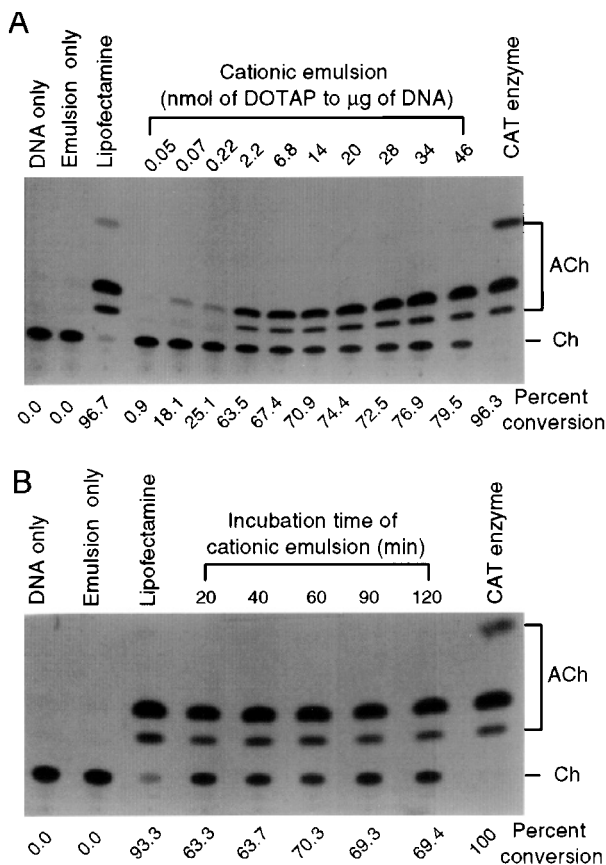 A
DNA only
Emulsion only
Lipofectamine
Cationic emulsion
(nmol of DOTAP to μg of DNA)
0.05 0.07 0.22 2.2 6.8 14 20 28 34 46
CAT enzyme
ACh
Ch
0.0 0.0 96.7 0.9 18.1 25.1 63.5 67.4 70.9 74.4 72.5 76.9 79.5 96.3 Percent
conversion
B
DNA only
Emulsion only
Lipofectamine
Incubation time of
cationic emulsion (min)
20 40 60 90 120
CAT enzyme
ACh
Ch
0.0 0.0 93.3 63.3 63.7 70.3 69.3 69.4 100 Percent
conversion